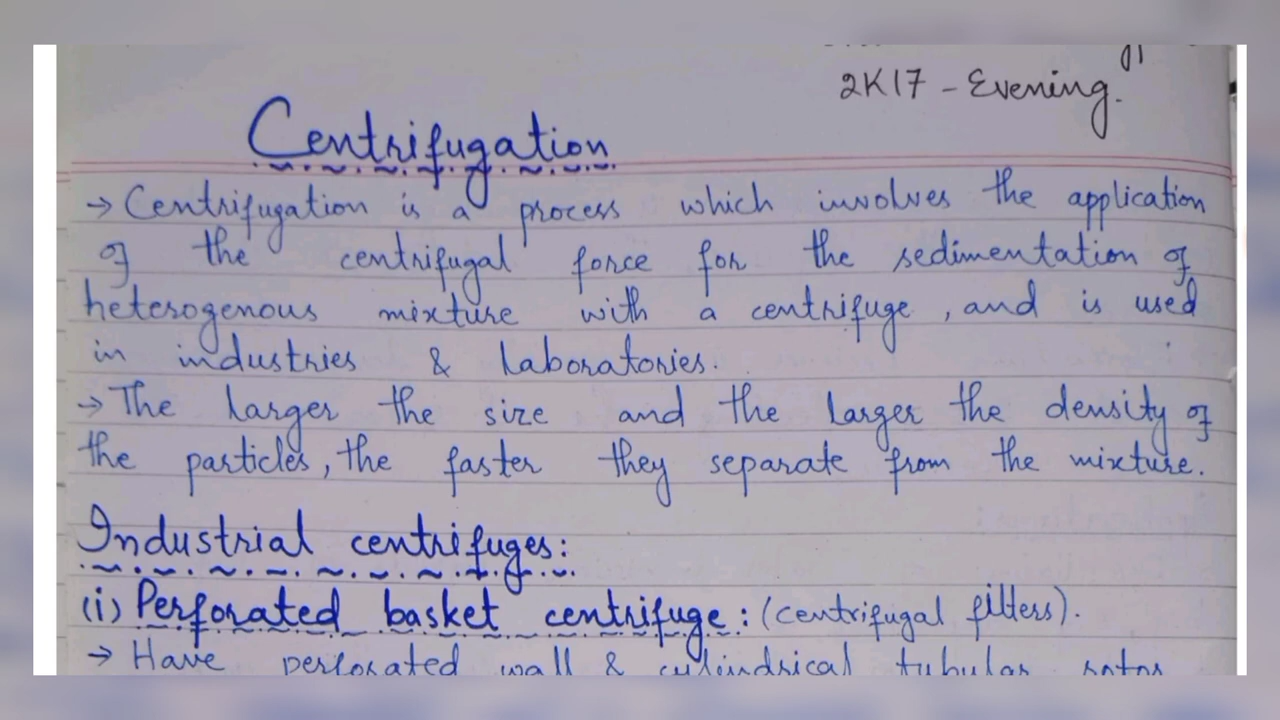 2K17 - Evening.
Centrifugation
→ Centrifugation is a process which involves the application
of the centrifugal force for the sedimentation of
heterogenous mixture with a centrifuge, and is used
in industries & laboratories.
→ The larger the size and the larger the density of
the particles, the faster they separate from the mixture.
Industrial centrifuges:
(i) Perforated basket centrifuge: (centrifugal filters).
→ Have perforated wall & cylindrical tubular rotor